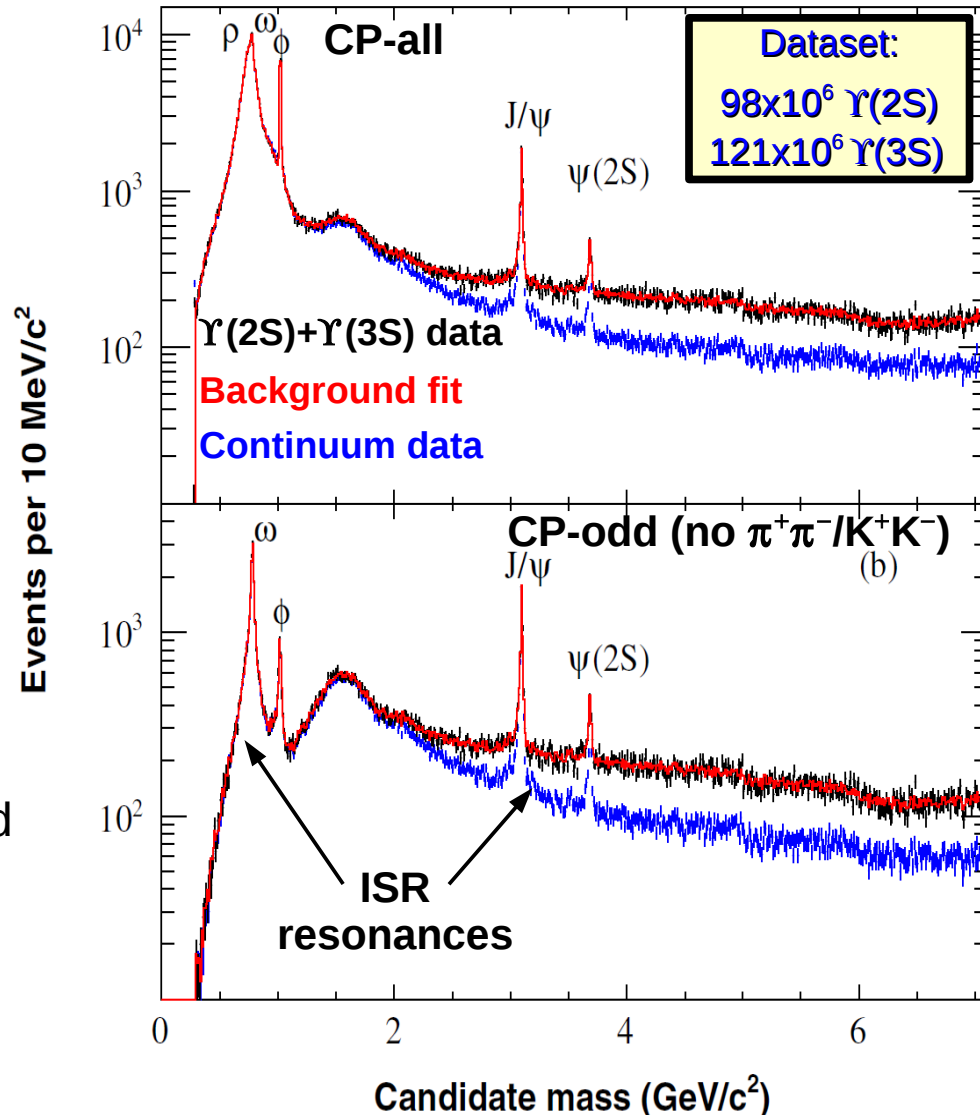 10⁴
ρ
ω
ϕ
CP-all
Dataset:
98x10⁶ ϒ(2S)
121x10⁶ ϒ(3S)
J/ψ
ψ(2S)
10³
10²
ϒ(2S)+ϒ(3S) data
Background fit
Continuum data
Events per 10 MeV/c²
CP-odd (no π⁺π⁻/K⁺K⁻)
ω
J/ψ
(b)
ϕ
10³
ψ(2S)
10²
d
ISR
resonances
0 2 4 6
Candidate mass (GeV/c²)